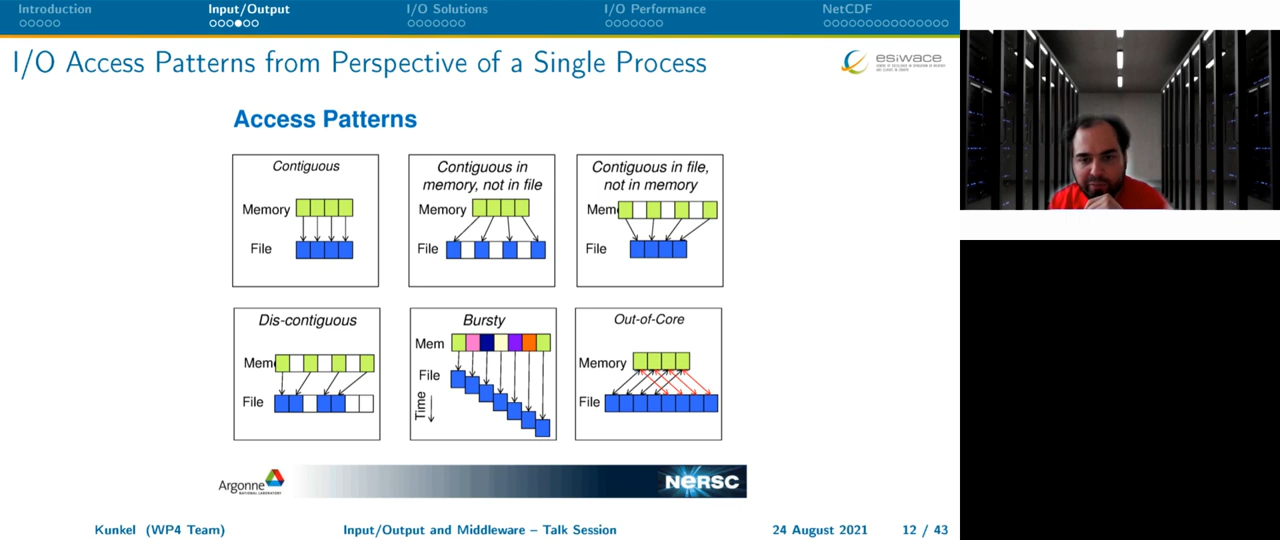 Introduction Input/Output I/O Solutions I/O Performance NetCDF
I/O Access Patterns from Perspective of a Single Process
esiwace
Access Patterns
Contiguous
Memory
File
Contiguous in
memory, not in file
Memory
File
Contiguous in file,
not in memory
Mem
File
Dis-contiguous
Mem
File
Bursty
Mem
File
Time
Out-of-Core
Memory
File
Argonne
NATIONAL LABORATORY
NERSC
Kunkel (WP4 Team) Input/Output and Middleware – Talk Session 24 August 2021 12 / 43